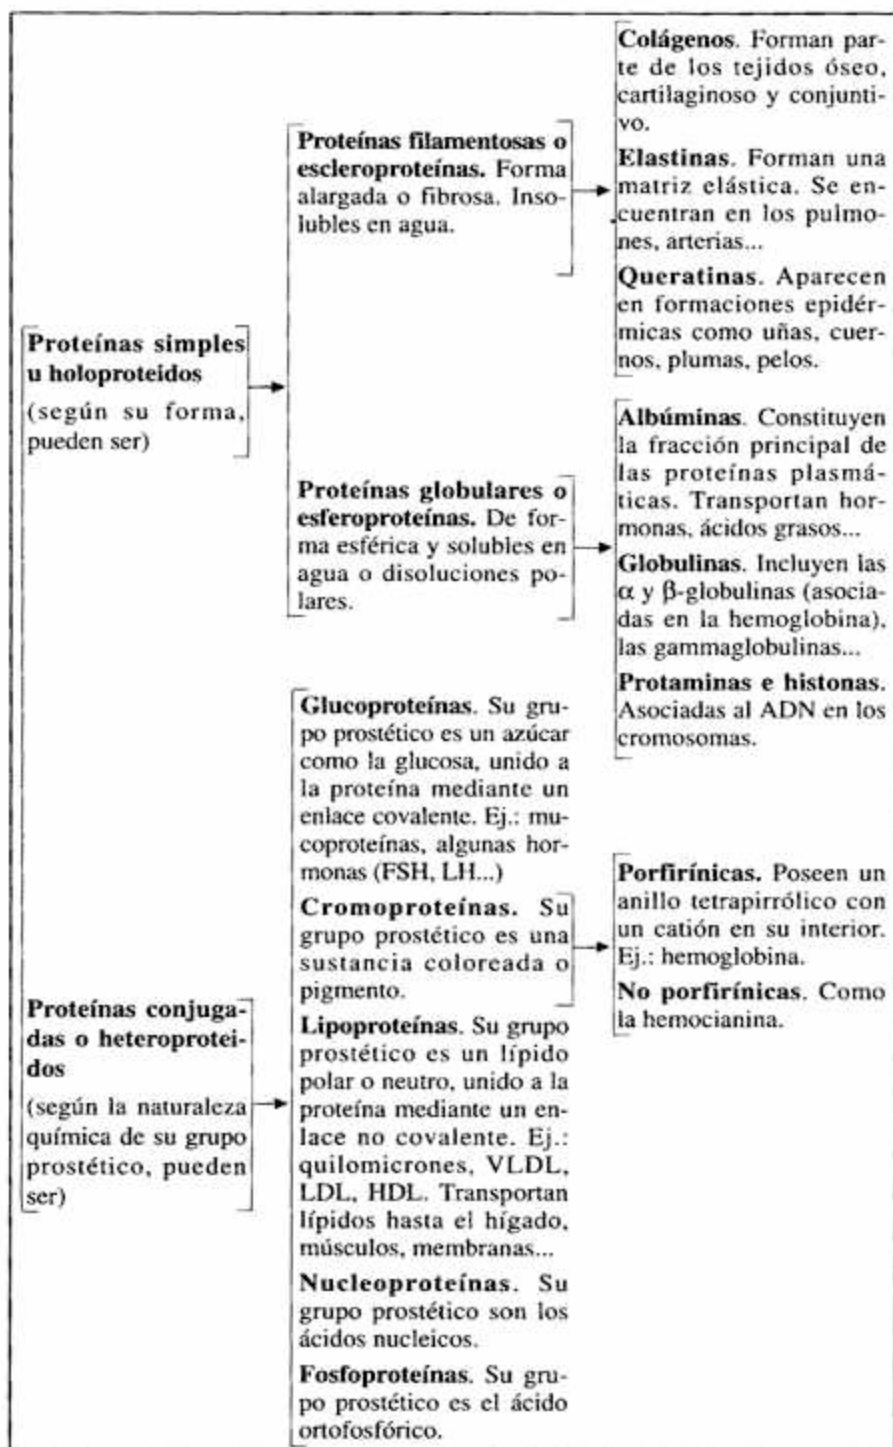 Proteínas simples
u holoproteidos
(según su forma,
pueden ser)
Proteínas filamentosas o
escleroproteínas. Forma
alargada o fibrosa. Inso-
lubles en agua.
Colágenos. Forman par-
te de los tejidos óseo,
cartilaginoso y conjunti-
vo.
Elastinas. Forman una
matriz elástica. Se en-
cuentran en los pulmo-
nes, arterias...
Queratinas. Aparecen
en formaciones epidér-
micas como uñas, cuer-
nos, plumas, pelos.
Proteínas globulares o
esferoproteínas. De for-
ma esférica y solubles en
agua o disoluciones po-
lares.
Albúminas. Constituyen
la fracción principal de
las proteínas plasmá-
ticas. Transportan hor-
monas, ácidos grasos...
Globulinas. Incluyen las
α y β-globulinas (asocia-
das en la hemoglobina),
las gammaglobulinas...
Protaminas e histonas.
Asociadas al ADN en los
cromosomas.
Proteínas conjuga-
das o heteroprotei-
dos
(según la naturaleza
química de su grupo
prostético, pueden
ser)
Glucoproteínas. Su gru-
po prostético es un azúcar
como la glucosa, unido a
la proteína mediante un
enlace covalente. Ej.: mu-
coproteínas, algunas hor-
monas (FSH, LH...)
Cromoproteínas. Su
grupo prostético es una
sustancia coloreada o
pigmento.
Porfirínicas. Poseen un
anillo tetrapirrólico con
un catión en su interior.
Ej.: hemoglobina.
No porfirínicas. Como
la hemocianina.
Lipoproteínas. Su grupo
prostético es un lípido
polar o neutro, unido a la
proteína mediante un en-
lace no covalente. Ej.:
quilomicrones, VLDL,
LDL, HDL. Transportan
lípidos hasta el hígado,
músculos, membranas...
Nucleoproteínas. Su
grupo prostético son los
ácidos nucleicos.
Fosfoproteínas. Su gru-
po prostético es el ácido
ortofosfórico.